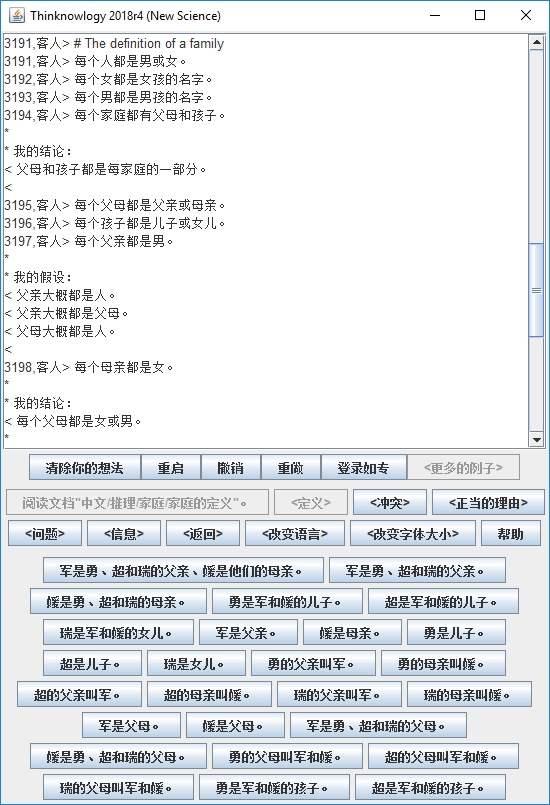 Thinknowlogy 2018r4 (New Science)
3191,客人> # The definition of a family
3191,客人> 每个人都是男或女。
3192,客人> 每个女都是女孩的名字。
3193,客人> 每个男都是男孩的名字。
3194,客人> 每个家庭都有父母和孩子。
*
* 我的结论：
< 父母和孩子都是每家庭的一部分。
<
3195,客人> 每个父母都是父亲或母亲。
3196,客人> 每个孩子都是儿子或女儿。
3197,客人> 每个父亲都是男。
*
* 我的假设：
< 父亲大概都是人。
< 父亲大概都是父母。
< 父母大概都是人。
<
3198,客人> 每个母亲都是女。
*
* 我的结论：
< 每个父母都是女或男。
*
清除你的想法 重启 撤销 重做 登录如专 <更多的例子>
阅读文档"中文/推理/家庭/家庭的定义"。 <定义> <冲突> <正当的理由>
<问题> <信息> <返回> <改变语言> <改变字体大小> 帮助
军是勇、超和瑞的父亲、媛是他们的母亲。 军是勇、超和瑞的父亲。
媛是勇、超和瑞的母亲。 勇是军和媛的儿子。 超是军和媛的儿子。
瑞是军和媛的女儿。 军是父亲。 媛是母亲。 勇是儿子。
超是儿子。 瑞是女儿。 勇的父亲叫军。 勇的母亲叫媛。
超的父亲叫军。 超的母亲叫媛。 瑞的父亲叫军。 瑞的母亲叫媛。
军是父母。 媛是父母。 军是勇、超和瑞的父母。
媛是勇、超和瑞的父母。 勇的父母叫军和媛。 超的父母叫军和媛。
瑞的父母叫军和媛。 勇是军和媛的孩子。 超是军和媛的孩子。